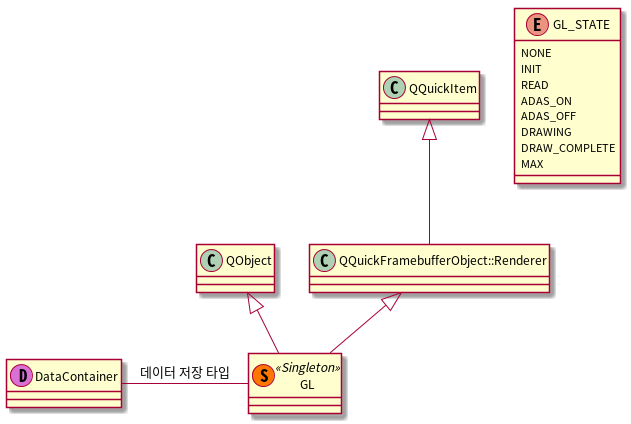 E GL_STATE
NONE
INIT
READ
ADAS_ON
ADAS_OFF
DRAWING
DRAW_COMPLETE
MAX
C QQuickItem
C QObject
C QQuickFramebufferObject::Renderer
D DataContainer
데이터 저장 타입
S «Singleton»
GL